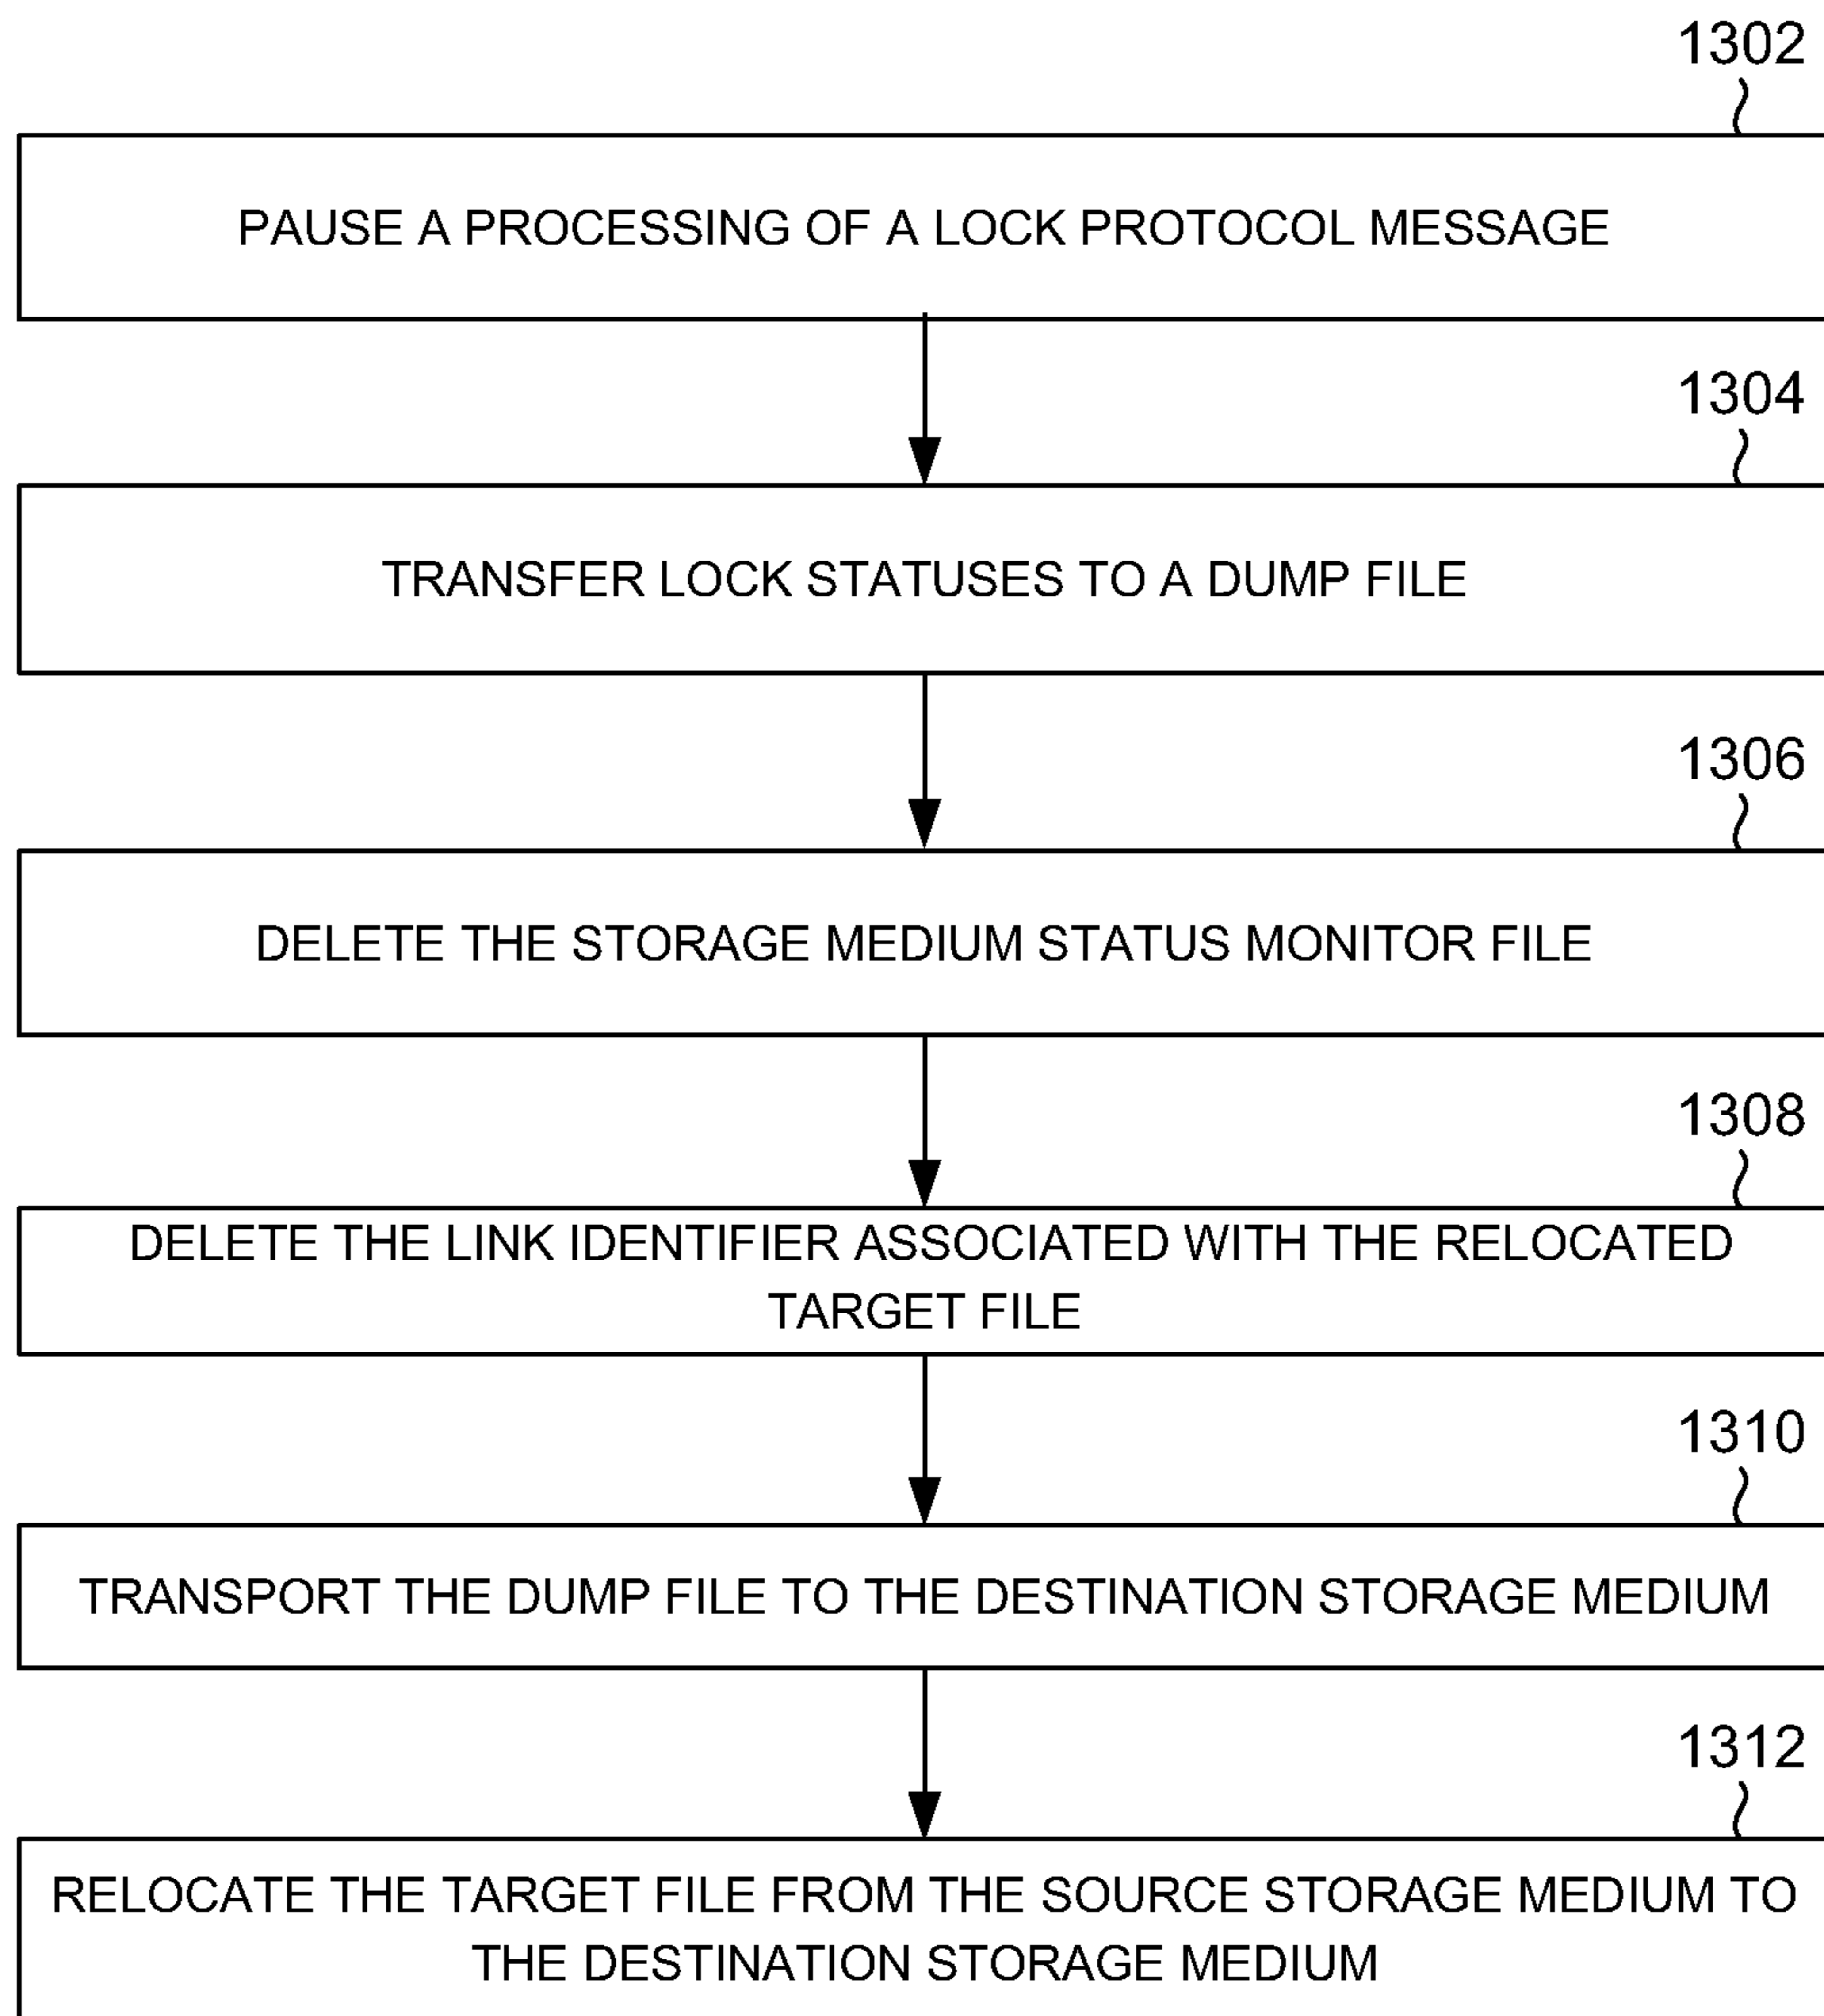 1302
PAUSE A PROCESSING OF A LOCK PROTOCOL MESSAGE
1304
TRANSFER LOCK STATUSES TO A DUMP FILE
1306
DELETE THE STORAGE MEDIUM STATUS MONITOR FILE
1308
DELETE THE LINK IDENTIFIER ASSOCIATED WITH THE RELOCATED
TARGET FILE
1310
TRANSPORT THE DUMP FILE TO THE DESTINATION STORAGE MEDIUM
1312
RELOCATE THE TARGET FILE FROM THE SOURCE STORAGE MEDIUM TO
THE DESTINATION STORAGE MEDIUM